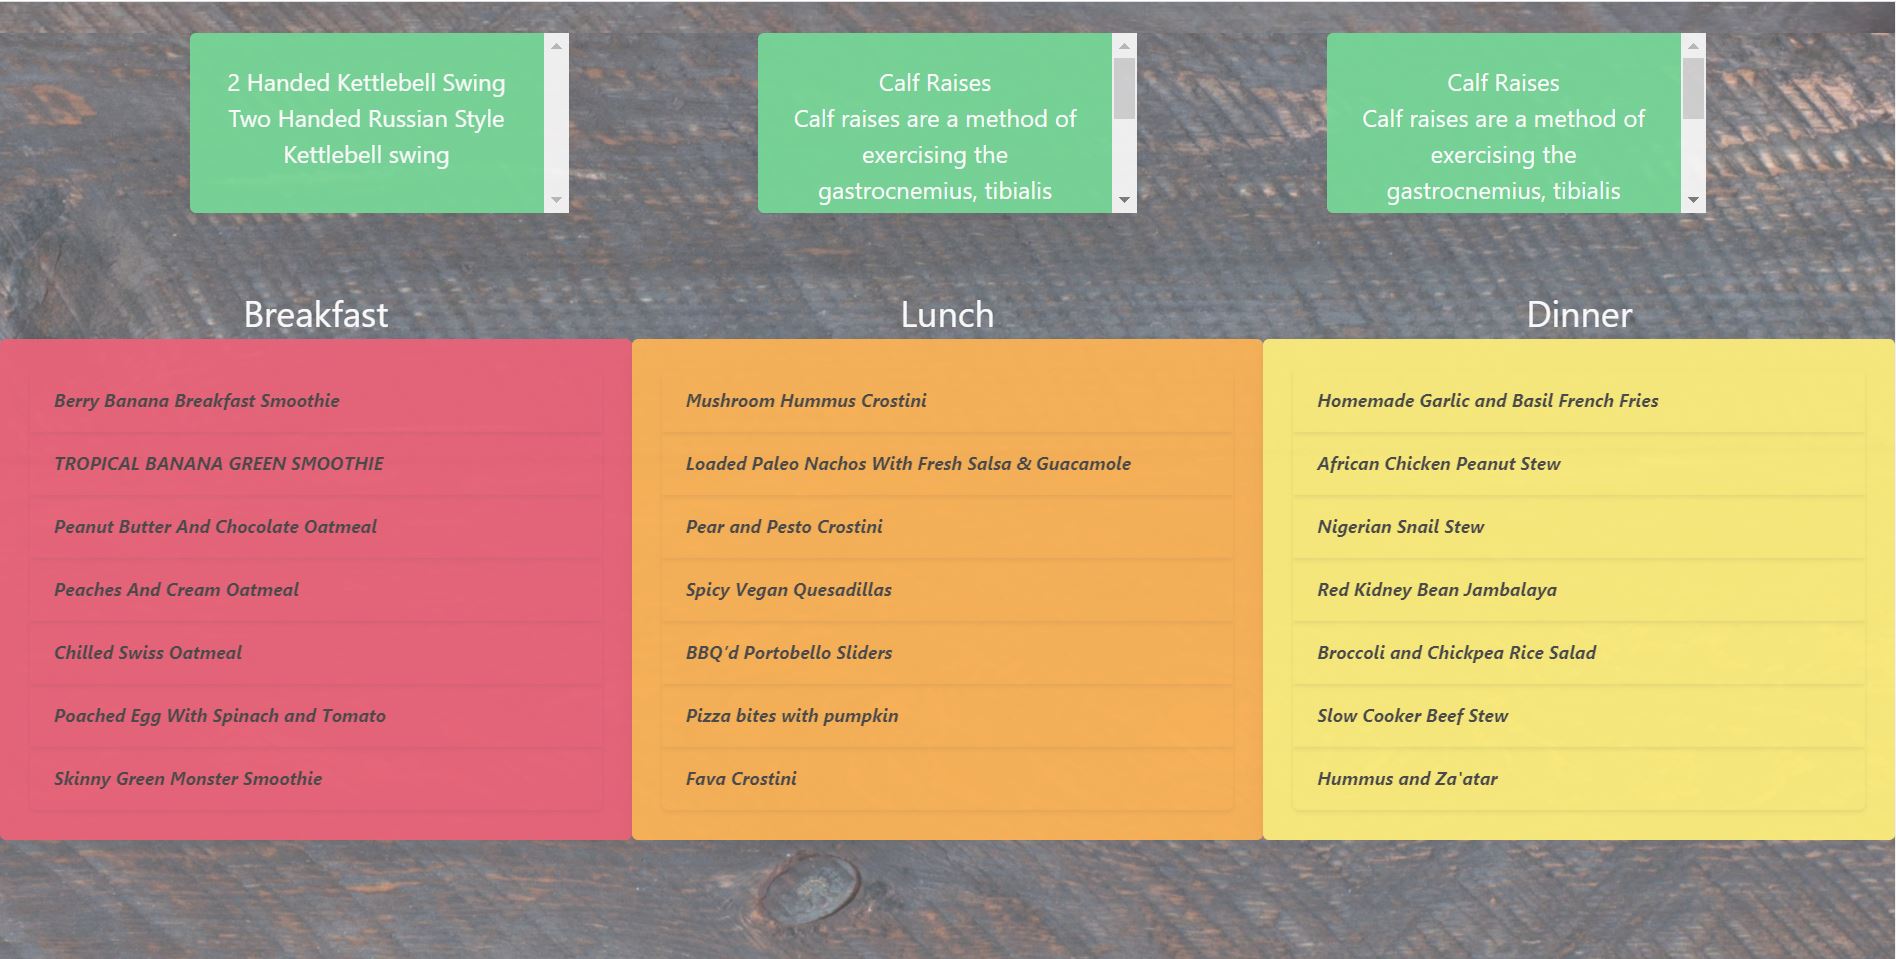 2 Handed Kettlebell Swing
Two Handed Russian Style
Kettlebell swing
Calf Raises
Calf raises are a method of
exercising the
gastrocnemius, tibialis
Calf Raises
Calf raises are a method of
exercising the
gastrocnemius, tibialis
Breakfast
Berry Banana Breakfast Smoothie
TROPICAL BANANA GREEN SMOOTHIE
Peanut Butter And Chocolate Oatmeal
Peaches And Cream Oatmeal
Chilled Swiss Oatmeal
Poached Egg With Spinach and Tomato
Skinny Green Monster Smoothie
Lunch
Mushroom Hummus Crostini
Loaded Paleo Nachos With Fresh Salsa & Guacamole
Pear and Pesto Crostini
Spicy Vegan Quesadillas
BBQ’d Portobello Sliders
Pizza bites with pumpkin
Fava Crostini
Dinner
Homemade Garlic and Basil French Fries
African Chicken Peanut Stew
Nigerian Snail Stew
Red Kidney Bean Jambalaya
Broccoli and Chickpea Rice Salad
Slow Cooker Beef Stew
Hummus and Za'atar